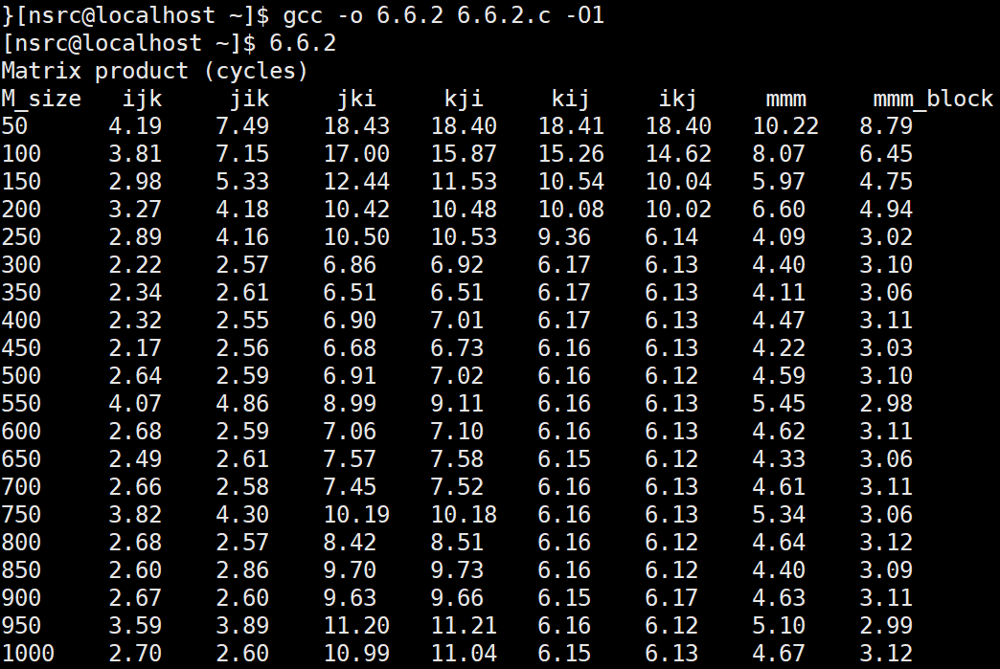 }[nsrc@localhost ~]$ gcc -o 6.6.2 6.6.2.c -O1
[nsrc@localhost ~]$ 6.6.2
Matrix product (cycles)
M_size ijk jik jki kji kij ikj mmm mmm_block
50 4.19 7.49 18.43 18.40 18.41 18.40 10.22 8.79
100 3.81 7.15 17.00 15.87 15.26 14.62 8.07 6.45
150 2.98 5.33 12.44 11.53 10.54 10.04 5.97 4.75
200 3.27 4.18 10.42 10.48 10.08 10.02 6.60 4.94
250 2.89 4.16 10.50 10.53 9.36 6.14 4.09 3.02
300 2.22 2.57 6.86 6.92 6.17 6.13 4.40 3.10
350 2.34 2.61 6.51 6.51 6.17 6.13 4.11 3.06
400 2.32 2.55 6.90 7.01 6.17 6.13 4.47 3.11
450 2.17 2.56 6.68 6.73 6.16 6.13 4.22 3.03
500 2.64 2.59 6.91 7.02 6.16 6.12 4.59 3.10
550 4.07 4.86 8.99 9.11 6.16 6.13 5.45 2.98
600 2.68 2.59 7.06 7.10 6.16 6.13 4.62 3.11
650 2.49 2.61 7.57 7.58 6.15 6.12 4.33 3.06
700 2.66 2.58 7.45 7.52 6.16 6.13 4.61 3.11
750 3.82 4.30 10.19 10.18 6.16 6.13 5.34 3.06
800 2.68 2.57 8.42 8.51 6.16 6.12 4.64 3.12
850 2.60 2.86 9.70 9.73 6.16 6.12 4.40 3.09
900 2.67 2.60 9.63 9.66 6.15 6.17 4.63 3.11
950 3.59 3.89 11.20 11.21 6.16 6.12 5.10 2.99
1000 2.70 2.60 10.99 11.04 6.15 6.13 4.67 3.12